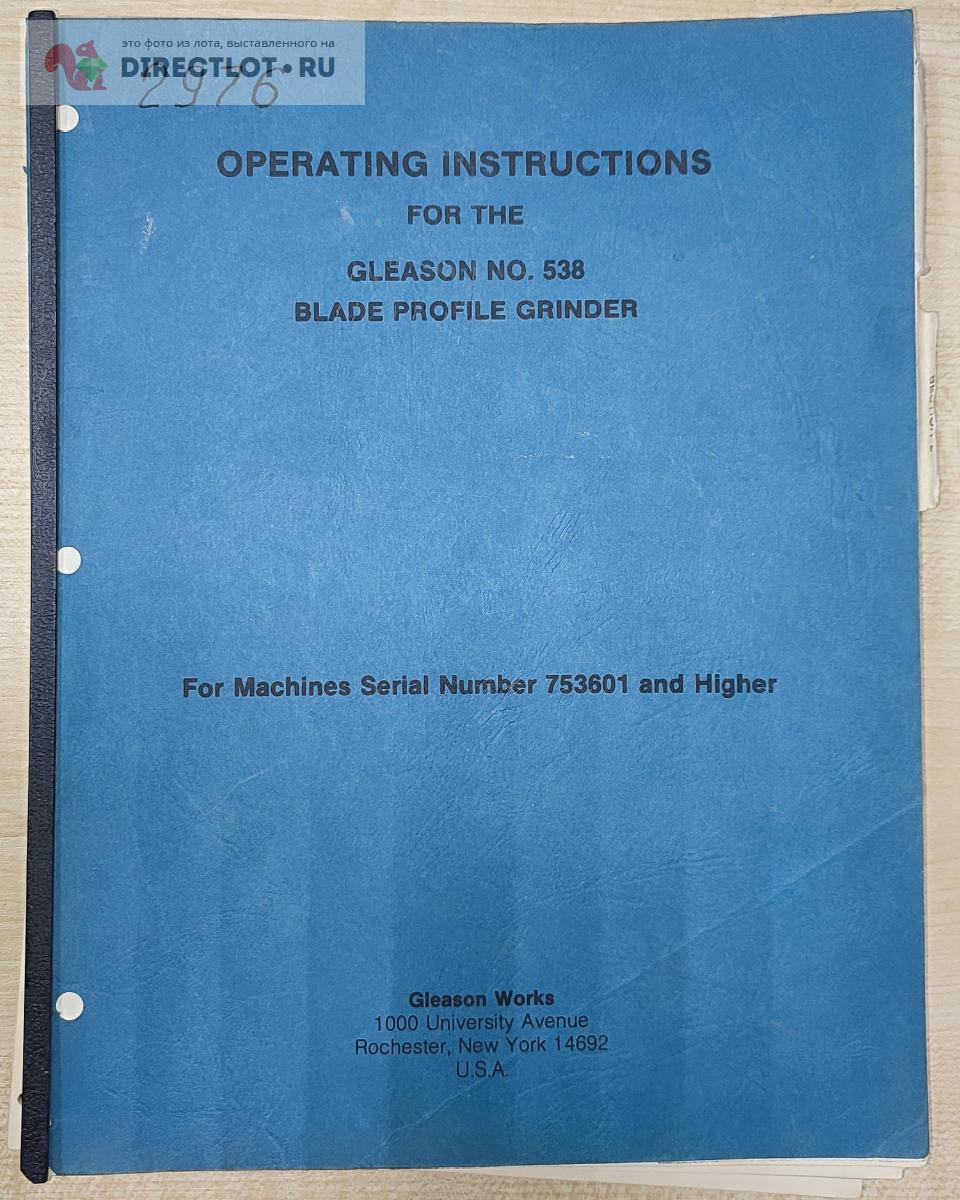 это фото из лота, выставленного на
DIRECTLOT.RU
2976
OPERATING INSTRUCTIONS
FOR THE
GLEASON NO. 538
BLADE PROFILE GRINDER
For Machines Serial Number 753601 and Higher
Gleason Works
1000 University Avenue
Rochester, New York 14692
U.S.A.